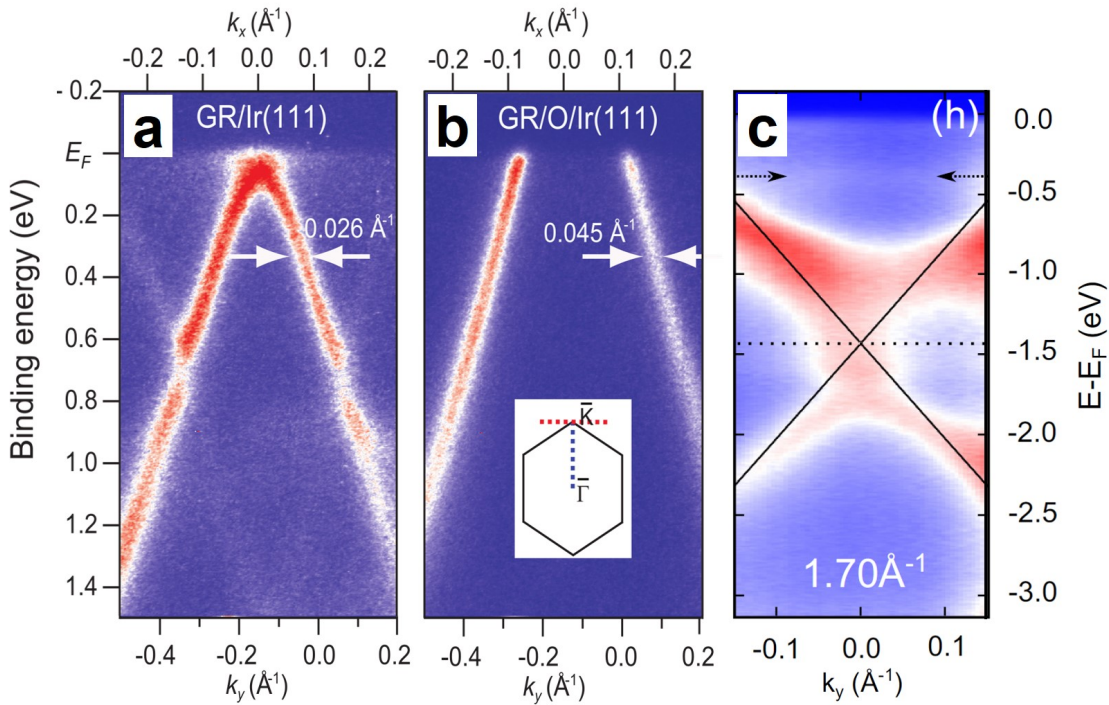 kx (Å-1)
-0.2 -0.1 0.0 0.1 0.2
kx (Å-1)
-0.2 -0.1 0.0 0.1 0.2
a
GR/Ir(111)
b
GR/O/Ir(111)
c
(h)
Binding energy (eV)
- 0.2
EF
0.2
0.4
0.6
0.8
1.0
1.2
1.4
0.026 Å-1
0.045 Å-1
K
Γ
1.70Å-1
0.0
-0.5
-1.0
-1.5
-2.0
-2.5
-3.0
E-EF (eV)
-0.4 -0.2 0.0 0.2
ky (Å-1)
-0.4 -0.2 0.0 0.2
ky (Å-1)
-0.1 0.0 0.1
ky (Å-1)